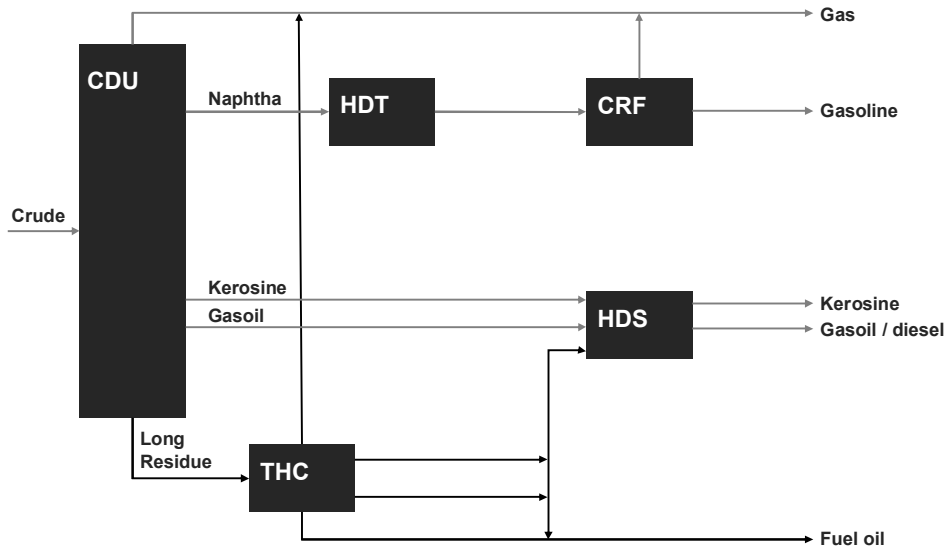 Gas
CDU
Naphtha
HDT
CRF
Gasoline
Crude
Kerosine
Kerosine
Gasoil
HDS
Gasoil / diesel
Long
Residue
THC
Fuel oil